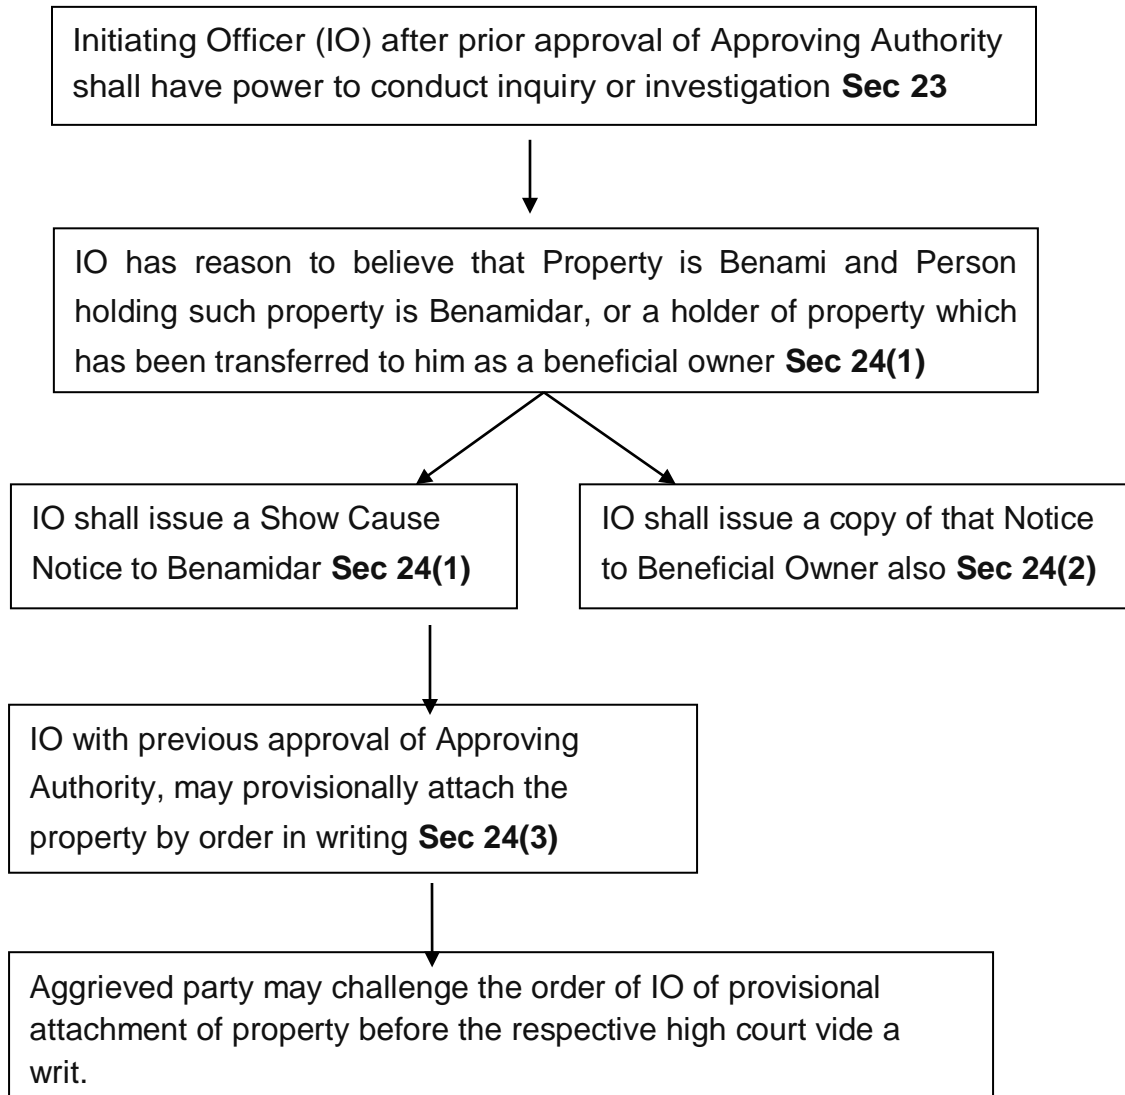 Initiating Officer (IO) after prior approval of Approving Authority
shall have power to conduct inquiry or investigation Sec 23
IO has reason to believe that Property is Benami and Person
holding such property is Benamidar, or a holder of property which
has been transferred to him as a beneficial owner Sec 24(1)
IO shall issue a Show Cause
Notice to Benamidar Sec 24(1)
IO shall issue a copy of that Notice
to Beneficial Owner also Sec 24(2)
IO with previous approval of Approving
Authority, may provisionally attach the
property by order in writing Sec 24(3)
Aggrieved party may challenge the order of IO of provisional
attachment of property before the respective high court vide a
writ.